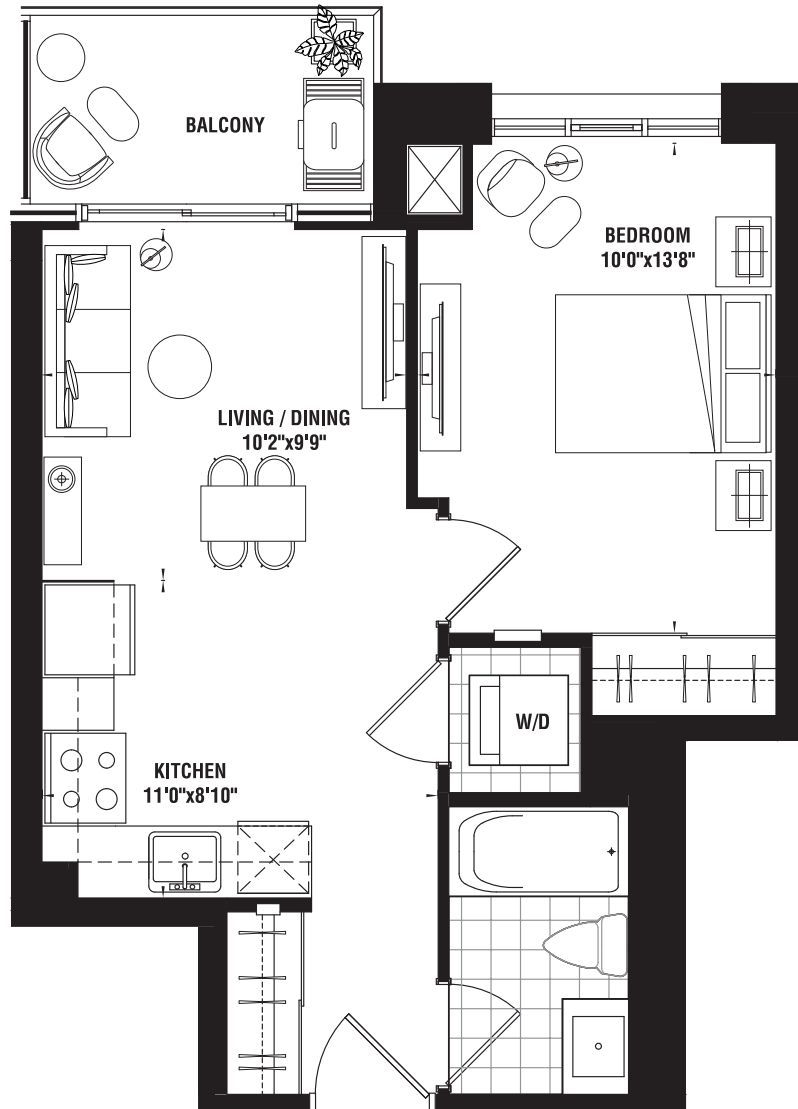 BALCONY
BEDROOM
10'0"x13'8"
LIVING / DINING
10'2"x9'9"
W/D
KITCHEN
11'0"x8'10"